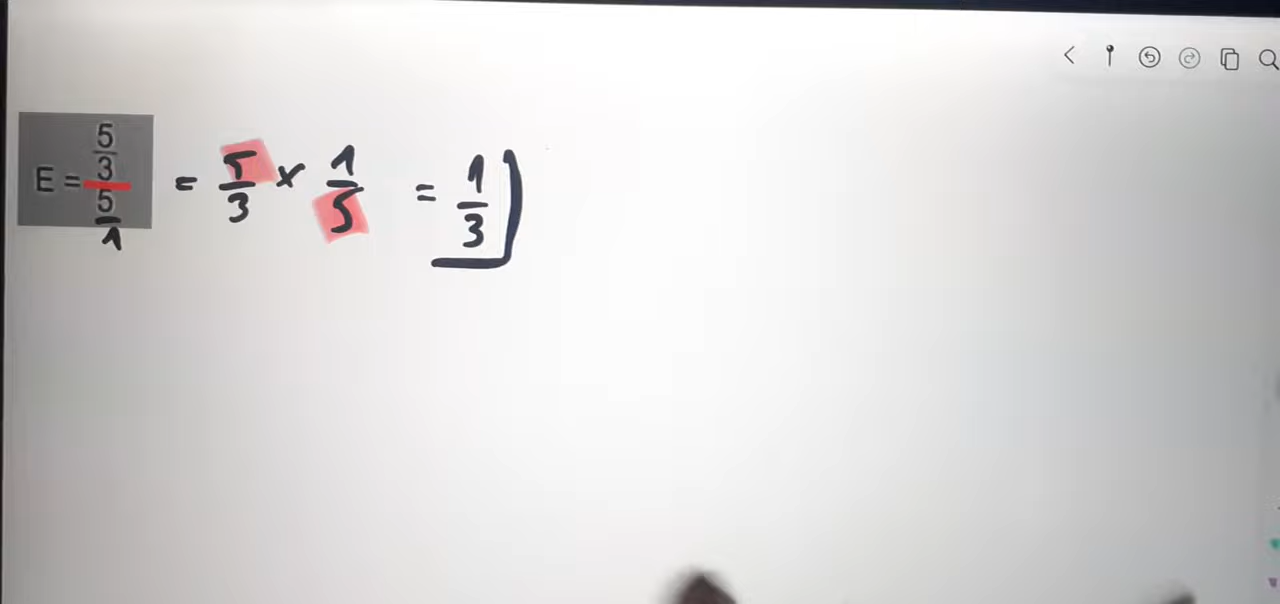 E = 5/3 / 5/1 = 5/3 × 1/5 = 1/3